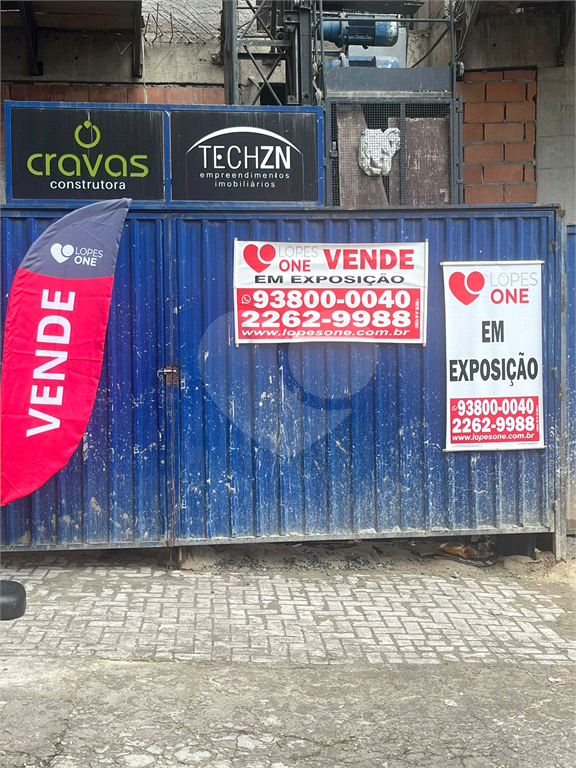 cravas
construtora
TECHZN
empreendimentos
imobiliários
LOPES
ONE
VENDE
LOPES
ONE VENDE
EM EXPOSIÇÃO
93800-0040
2262-9988
www.lopesone.com.br
LOPES
ONE
EM
EXPOSIÇÃO
93800-0040
2262-9988
www.lopesone.com.br